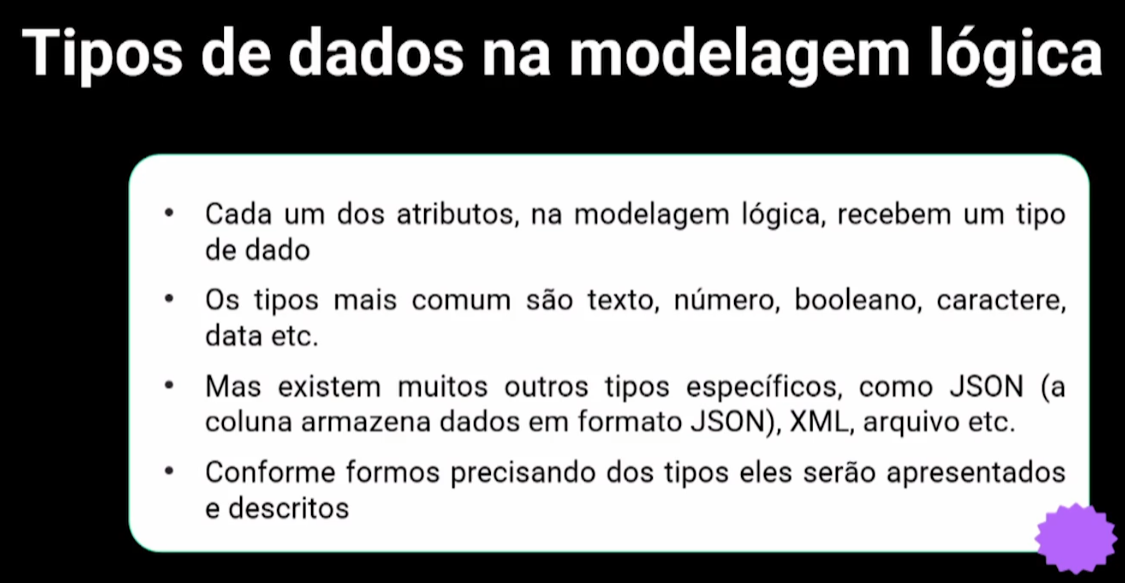 Tipos de dados na modelagem lógica
• Cada um dos atributos, na modelagem lógica, recebem um tipo
de dado
• Os tipos mais comum são texto, número, booleano, caractere,
data etc.
• Mas existem muitos outros tipos específicos, como JSON (a
coluna armazena dados em formato JSON), XML, arquivo etc.
• Conforme formos precisando dos tipos eles serão apresentados
e descritos